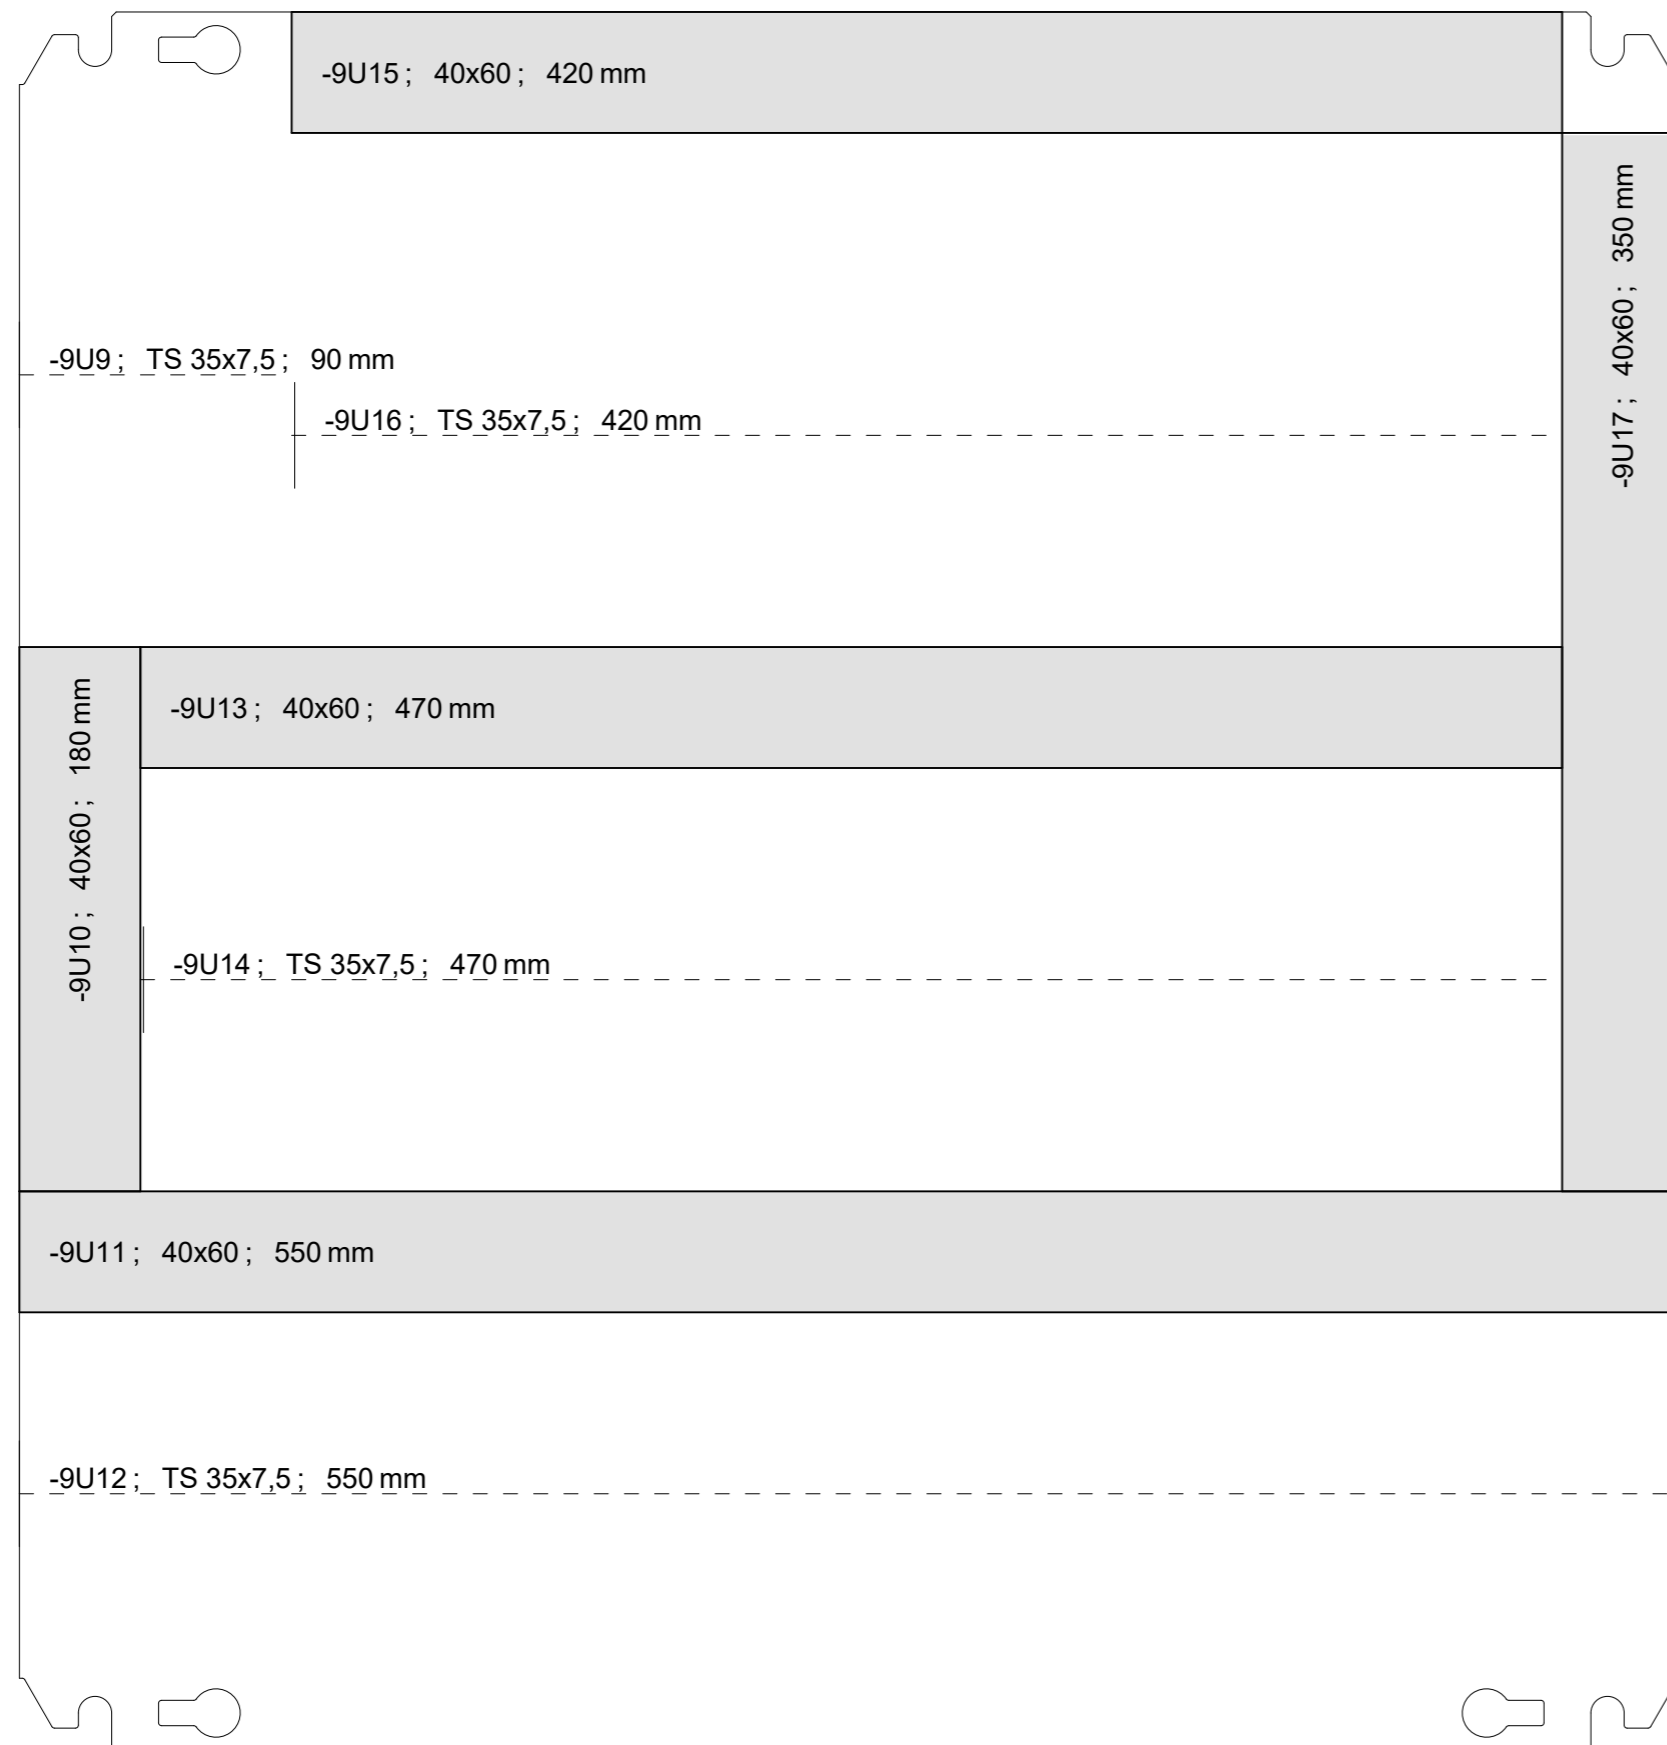 -9U15 ; 40x60 ; 420 mm
-9U17 ; 40x60 ; 350 mm
-9U9 ; TS 35x7,5 ; 90 mm
-9U16 ; TS 35x7,5 ; 420 mm
-9U13 ; 40x60 ; 470 mm
-9U10 ; 40x60 ; 180 mm
-9U14 ; TS 35x7,5 ; 470 mm
-9U11 ; 40x60 ; 550 mm
-9U12 ; TS 35x7,5 ; 550 mm